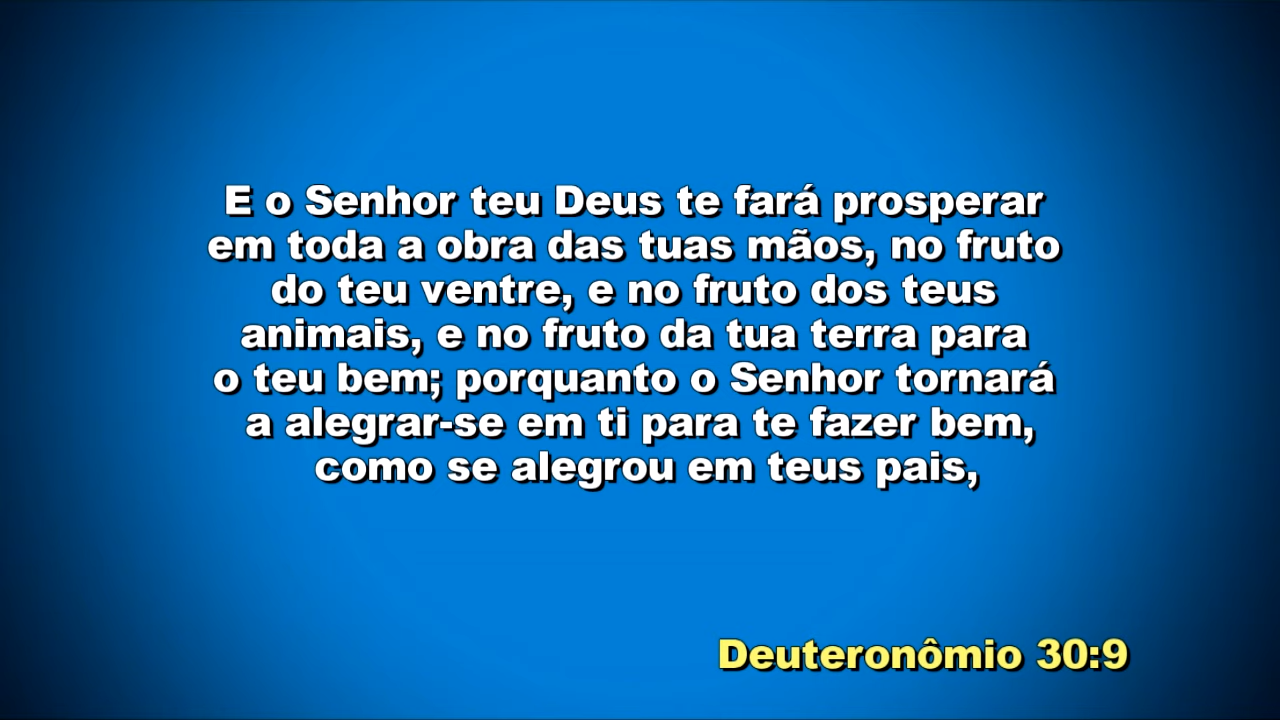 E o Senhor teu Deus te fará prosperar
em toda a obra das tuas mãos, no fruto
do teu ventre, e no fruto dos teus
animais, e no fruto da tua terra para
o teu bem; porquanto o Senhor tornará
a alegrar-se em ti para te fazer bem,
como se alegrou em teus pais,
Deuteronômio 30:9